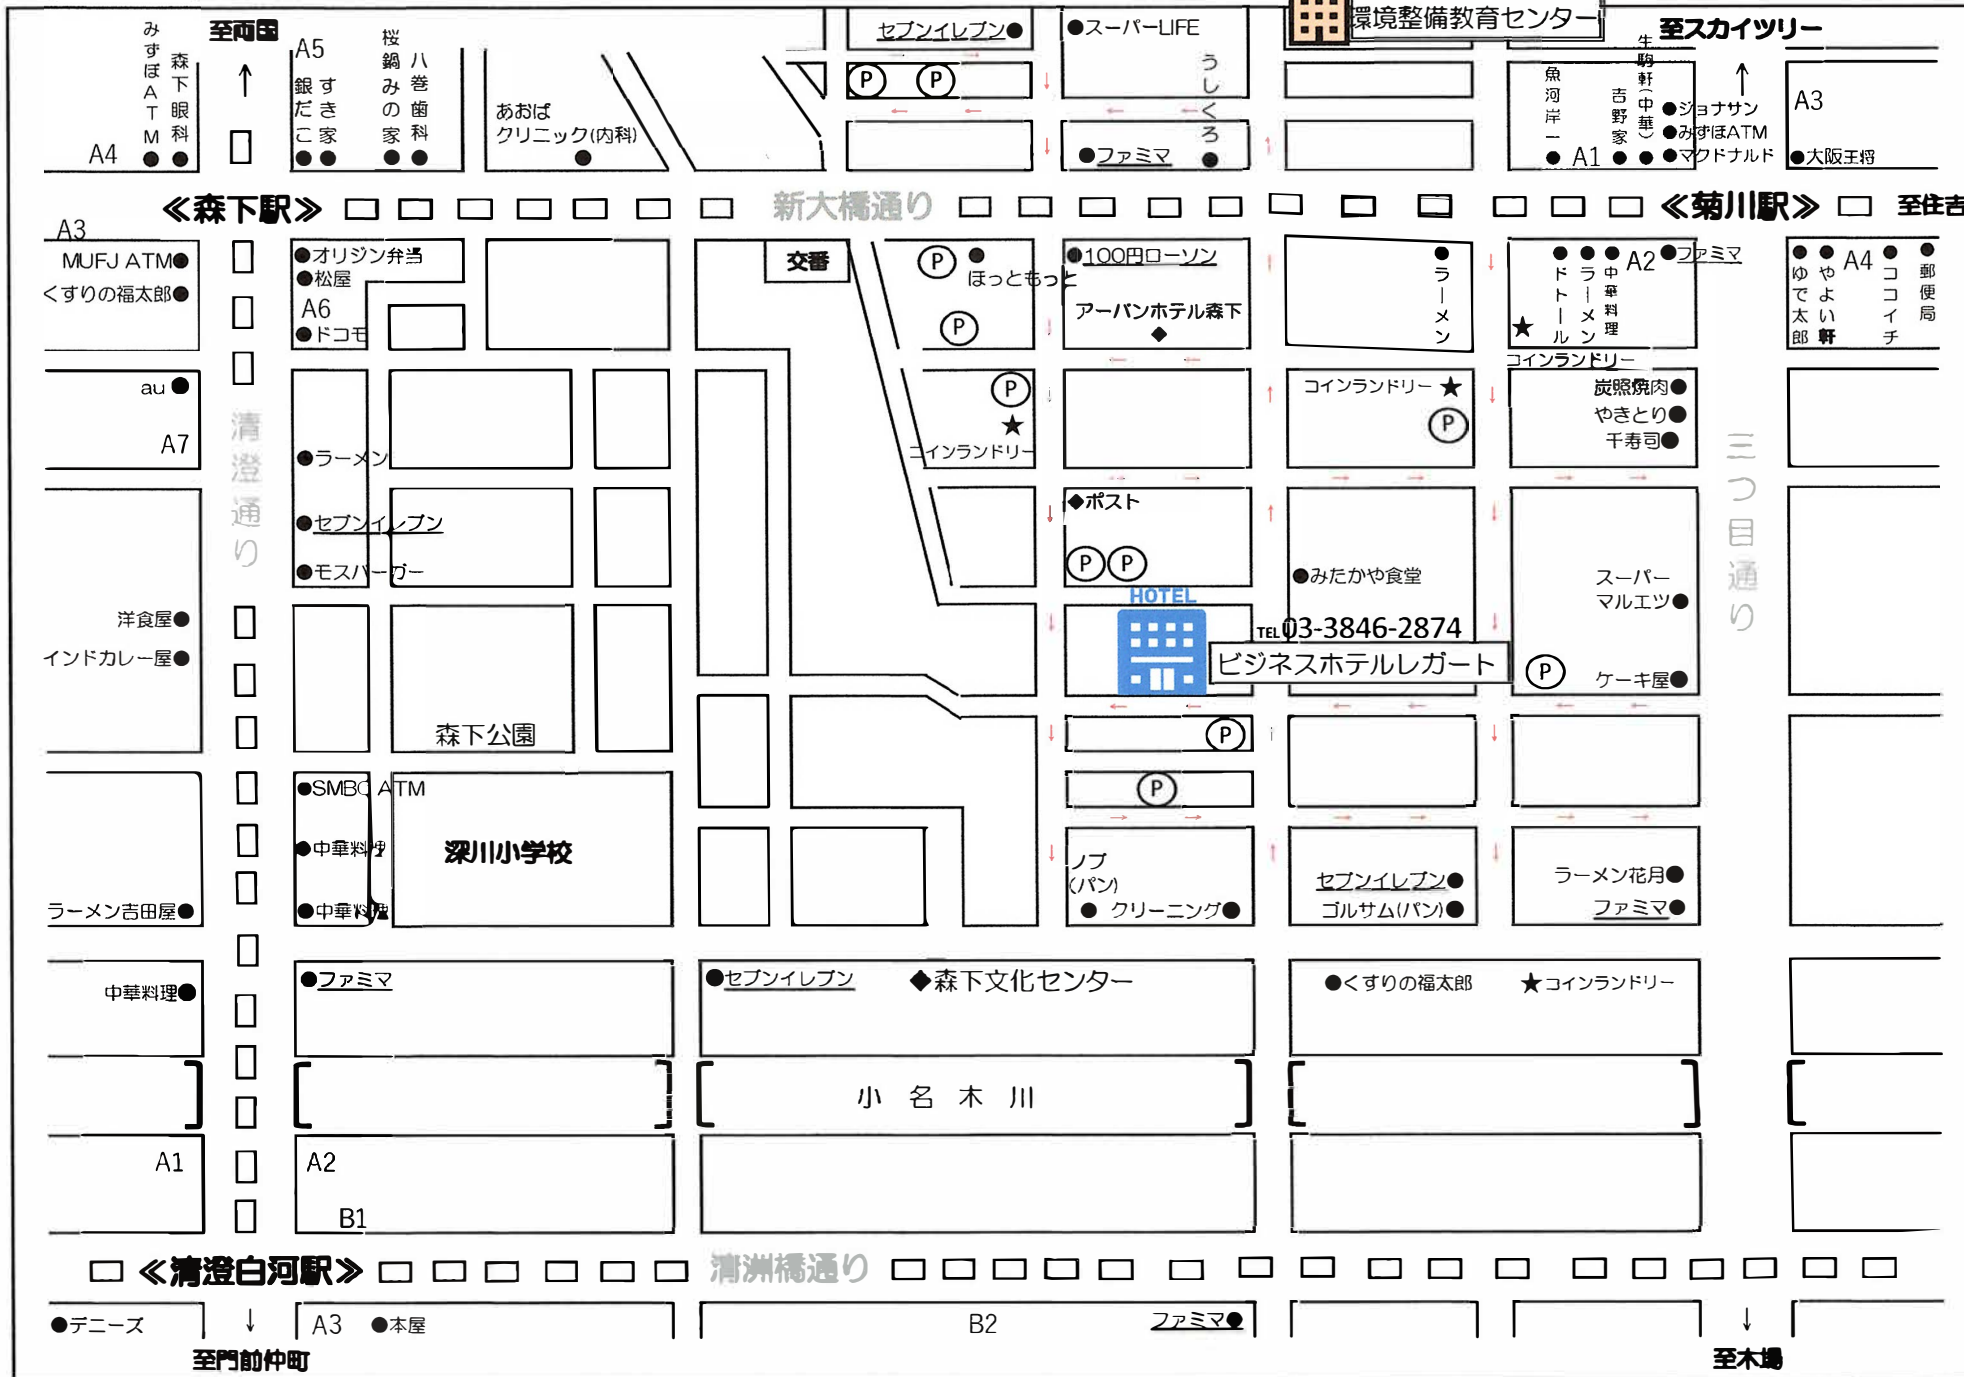 環境整備教育センター
至両国
至スカイツリー
みずほATM
森下眼科
A5
銀だこ
すき家
桜鍋みの家
八巻歯科
あおば
クリニック(内科)
セブンイレブン
スーパーLIFE
うしくろ
P
P
ファミマ
魚河岸一
吉野家
生駒軒(中華)
ジョナサン
みずほATM
マクドナルド
A3
大阪王将
A4
A1
≪森下駅≫
新大橋通り
≪菊川駅≫
至住吉
A3
MUFJ ATM
くすりの福太郎
オリジン弁当
松屋
A6
ドコモ
交番
P
ほっともっと
P
100円ローソン
アーバンホテル森下
ラーメン
ドトール
ラーメン
中華料理
A2
ファミマ
コインランドリー
ゆで太郎
やよい軒
A4
ココイチ
郵便局
au
A7
清澄通り
ラーメン
セブンイレブン
モスバーガー
P
コインランドリー
コインランドリー
P
炭照焼肉
やきとり
千寿司
三つ目通り
ポスト
P
P
みたかや食堂
スーパー
マルエツ
HOTEL
TEL03-3846-2874
ビジネスホテルレガート
P
ケーキ屋
洋食屋
インドカレー屋
森下公園
P
P
SMBC ATM
中華料理
中華料理
深川小学校
ラーメン吉田屋
ノブ
(パン)
クリーニング
セブンイレブン
ゴルサム(パン)
ラーメン花月
ファミマ
中華料理
ファミマ
セブンイレブン
森下文化センター
くすりの福太郎
コインランドリー
小名木川
A1
A2
B1
≪清澄白河駅≫
清洲橋通り
デニーズ
A3
本屋
B2
ファミマ
至門前仲町
至木場